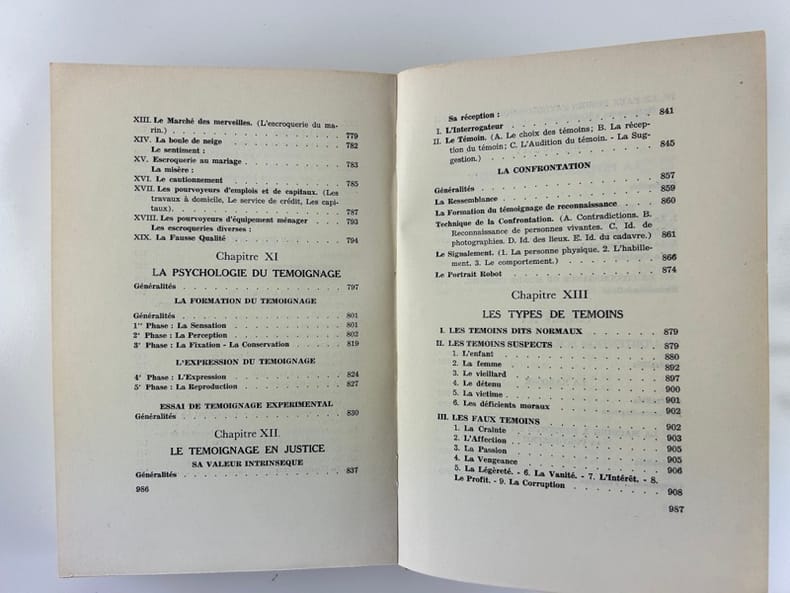 XIII. Le Marché des merveilles. (L'escroquerie du ma-
rin.) . . . . . . . . . . . . 779
XIV. La boule de neige . . . . . . . . . . 782
Le sentiment :
XV. Escroquerie au mariage . . . . . . . . . 783
La misère :
XVI. Le cautionnement . . . . . . . . . . 785
XVII. Les pourvoyeurs d'emplois et de capitaux. (Les
travaux à domicile, Le service de crédit, Les capi-
taux). . . . . . . . . . . . . 787
XVIII. Les pourvoyeurs d'équipement ménager . . . 793
Les escroqueries diverses :
XIX. La Fausse Qualité . . . . . . . . . . 794
Chapitre XI
LA PSYCHOLOGIE DU TEMOIGNAGE
Généralités . . . . . . . . . . . . . 797
LA FORMATION DU TEMOIGNAGE
Généralités . . . . . . . . . . . . . 801
1re Phase : La Sensation . . . . . . . . . 801
2e Phase : La Perception . . . . . . . . . 802
3e Phase : La Fixation - La Conservation . . . . . 819
L'EXPRESSION DU TEMOIGNAGE
4e Phase : L'Expression . . . . . . . . . 824
5e Phase : La Reproduction . . . . . . . . 827
ESSAI DE TEMOIGNAGE EXPERIMENTAL
Généralités . . . . . . . . . . . . . 830
Chapitre XII
LE TEMOIGNAGE EN JUSTICE
SA VALEUR INTRINSEQUE
Généralités . . . . . . . . . . . . . 837
986
Sa réception :
I. L'Interrogateur . . . . . . . . . . . 841
II. Le Témoin. (A. Le choix des témoins; B. La récep-
tion du témoin; C. L'Audition du témoin. - La Sug-
gestion.) . . . . . . . . . . . . 845
LA CONFRONTATION
Généralités . . . . . . . . . . . . . 857
La Ressemblance . . . . . . . . . . . 859
La Formation du témoignage de reconnaissance . . . 860
Technique de la Confrontation. (A. Contradictions. B.
Reconnaissance de personnes vivantes. C. Id. de
photographies. D. Id. des lieux. E. Id. du cadavre.) . 861
Le Signalement. (1. La personne physique. 2. L'habille-
ment. 3. Le comportement.) . . . . . . . 866
Le Portrait Robot . . . . . . . . . . . 874
Chapitre XIII
LES TYPES DE TEMOINS
I. LES TEMOINS DITS NORMAUX . . . . . . 879
II. LES TEMOINS SUSPECTS . . . . . . . . 879
1. L'enfant . . . . . . . . . . . . 880
2. La femme . . . . . . . . . . . . 892
3. Le vieillard . . . . . . . . . . . 897
4. Le détenu . . . . . . . . . . . . 900
5. La victime . . . . . . . . . . . . 901
6. Les déficients moraux . . . . . . . . 902
III. LES FAUX TEMOINS . . . . . . . . . 902
1. La Crainte . . . . . . . . . . . 903
2. L'Affection . . . . . . . . . . . 905
3. La Passion . . . . . . . . . . . 905
4. La Vengeance . . . . . . . . . . 906
5. La Légèreté. - 6. La Vanité. - 7. L'Intérêt. - 8.
Le Profit. - 9. La Corruption . . . . . . . 908
987